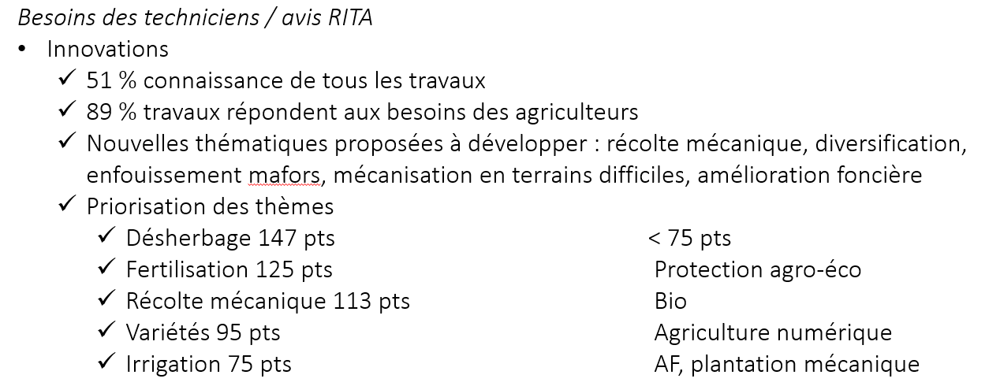 Besoins des techniciens / avis RITA
• Innovations
✓ 51 % connaissance de tous les travaux
✓ 89 % travaux répondent aux besoins des agriculteurs
✓ Nouvelles thématiques proposées à développer : récolte mécanique, diversification,
enfouissement mafors, mécanisation en terrains difficiles, amélioration foncière
✓ Priorisation des thèmes
✓ Désherbage 147 pts
✓ Fertilisation 125 pts
✓ Récolte mécanique 113 pts
✓ Variétés 95 pts
✓ Irrigation 75 pts
< 75 pts
Protection agro-éco
Bio
Agriculture numérique
AF, plantation mécanique